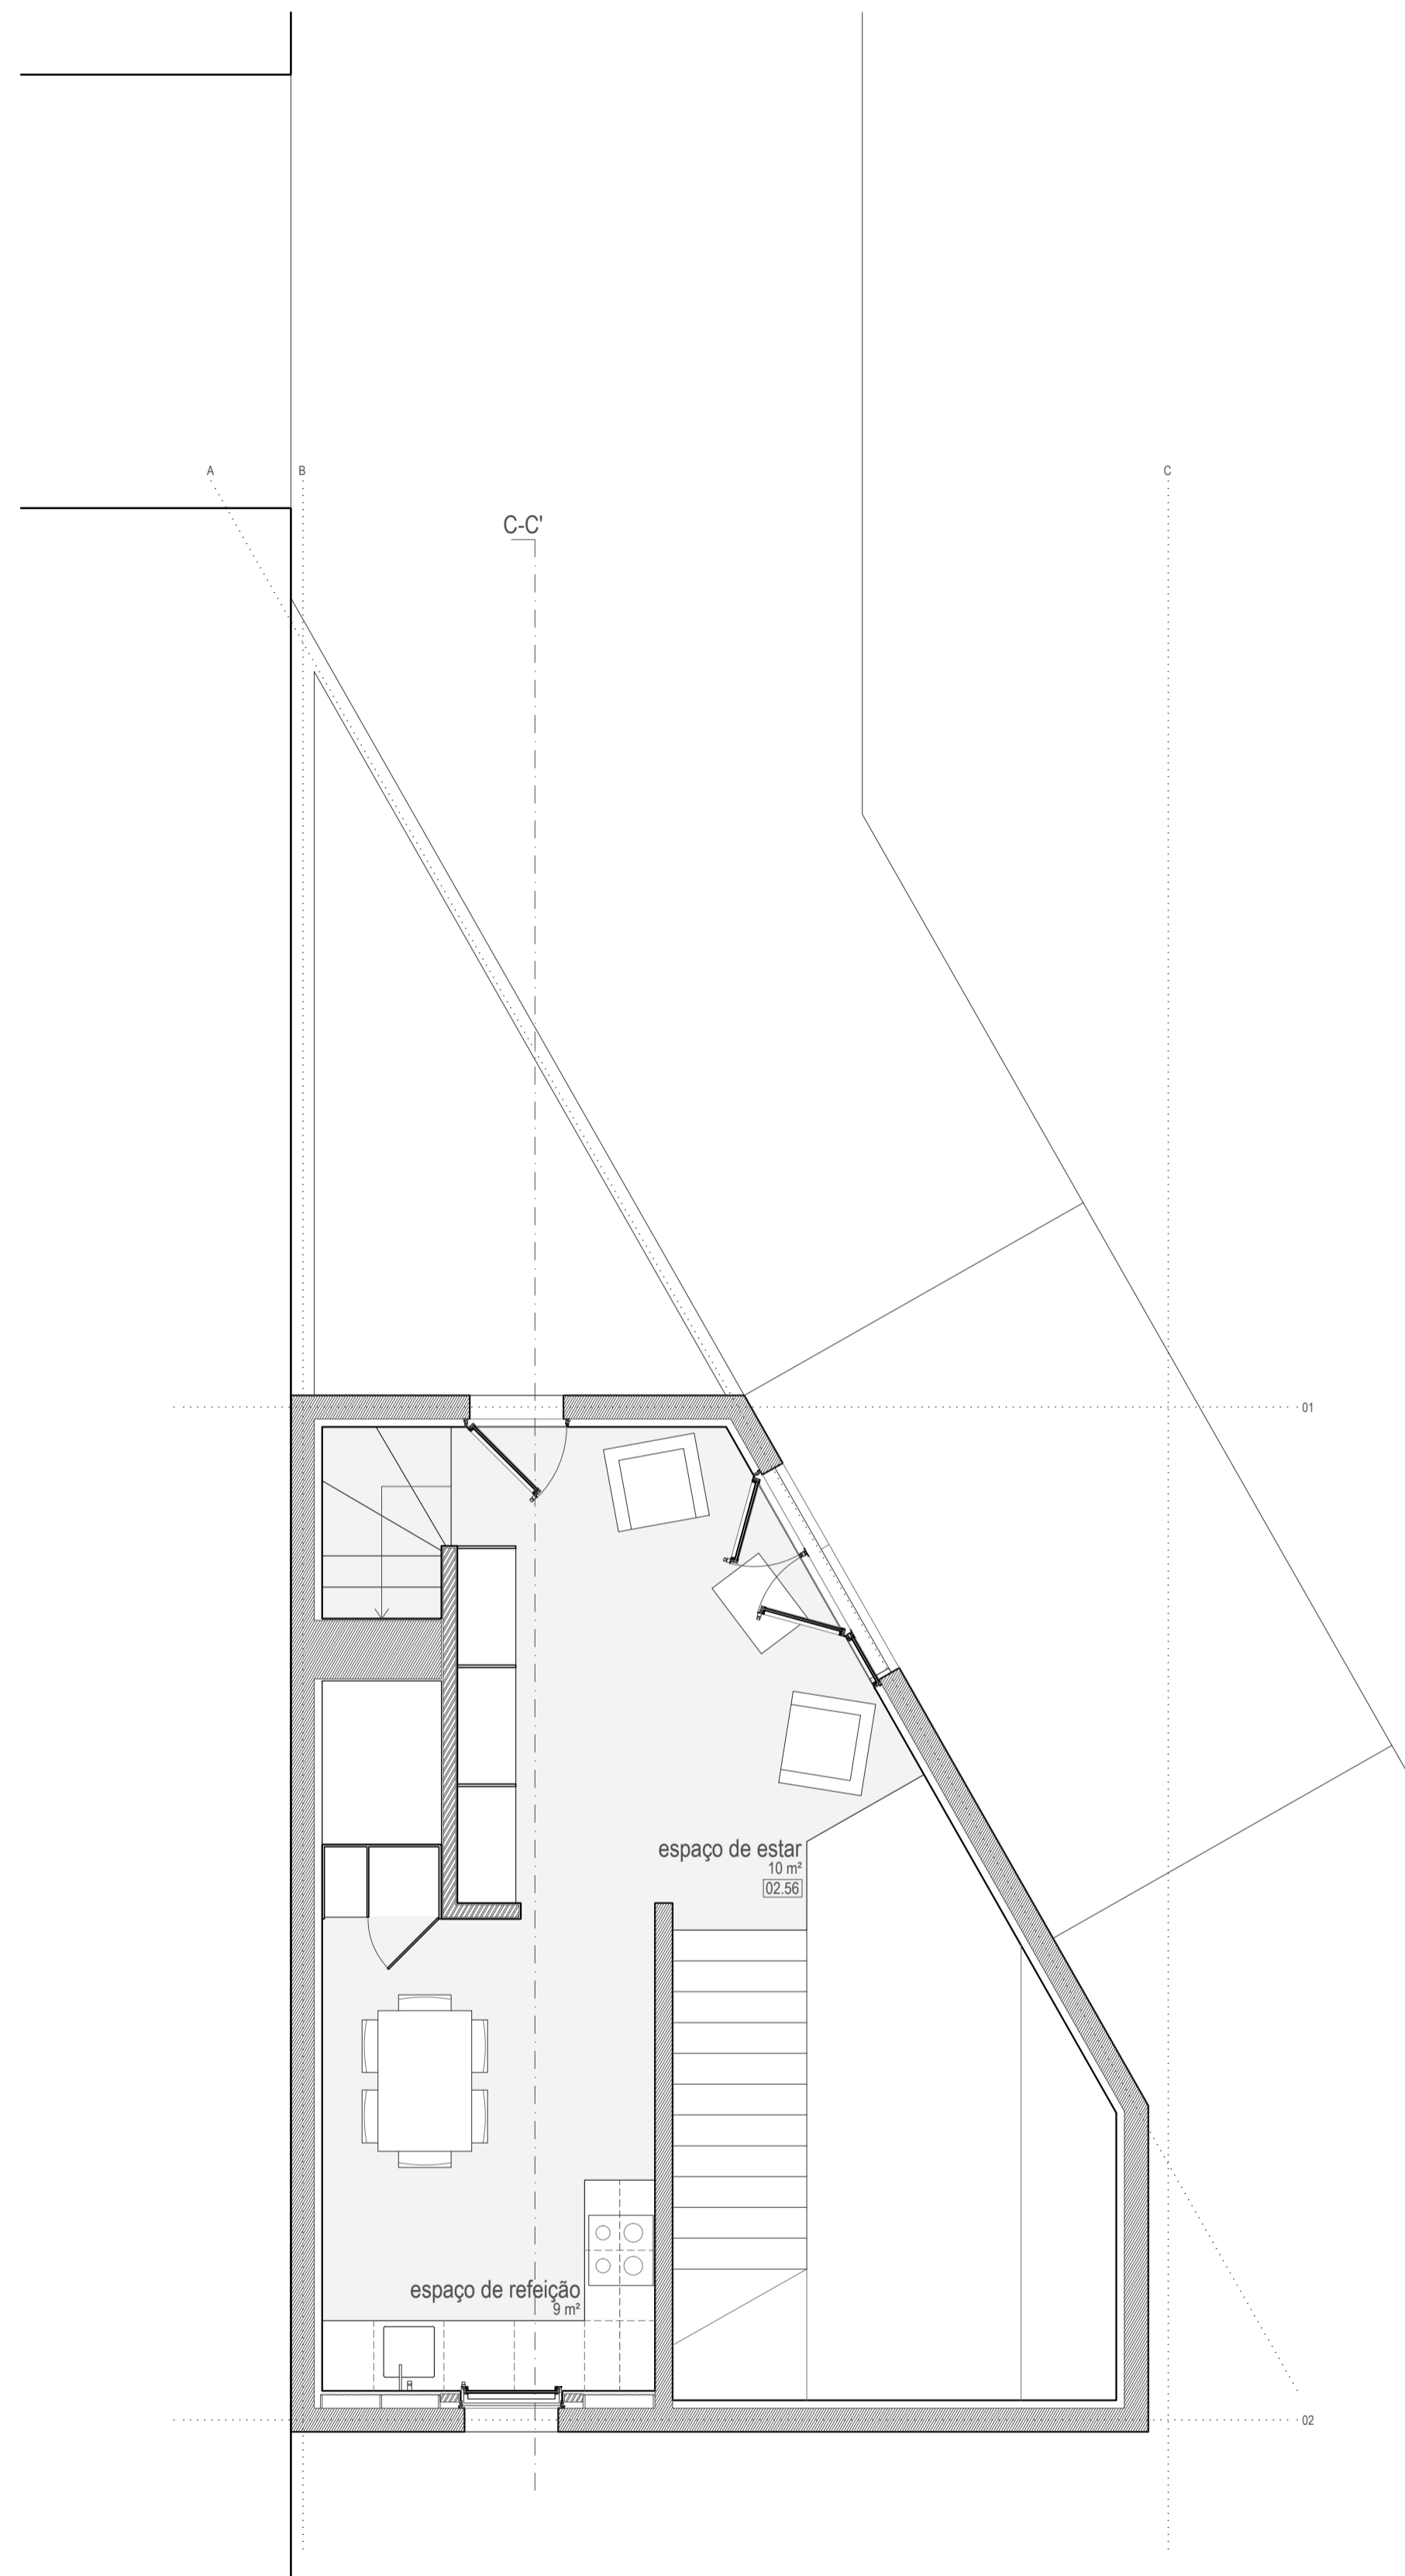 A
B
C
C-C'
01
espaço de estar
10 m²
02.56
espaço de refeição
9 m²
02